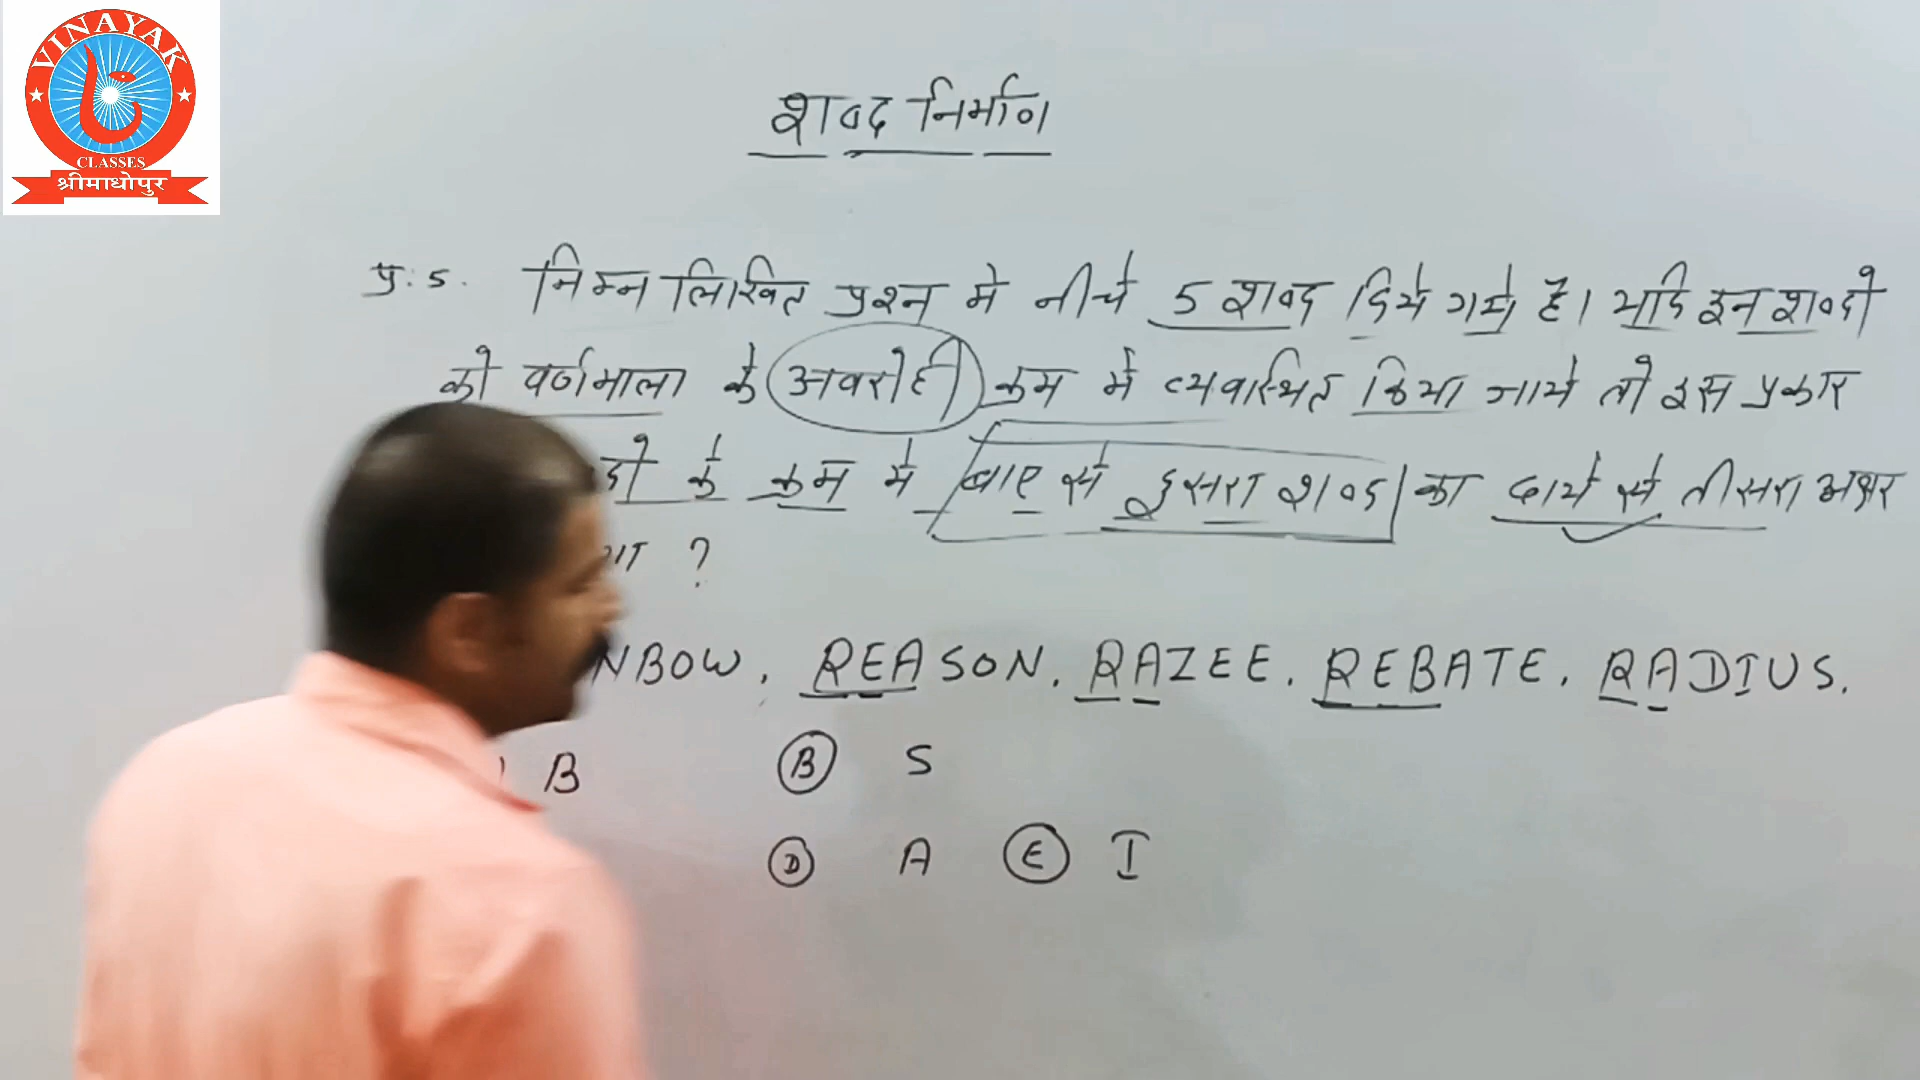 VINAYAK
CLASSES
श्रीमाधोपुर
शब्द निर्माण
प्र. 5. निम्न लिखित प्रश्न मे नीचे 5 शब्द दिये गये है। यदि इन शब्दो
को वर्णमाला के अवरोही क्रम में व्यवस्थित किया जाये तो इस प्रकार
के क्रम में बाए से दुसरा शब्द का दायें से तीसरा अक्षर
?
NBOW, REASON, RAZEE, REBATE, RADIUS.
B (B) S
(D) A (E) I